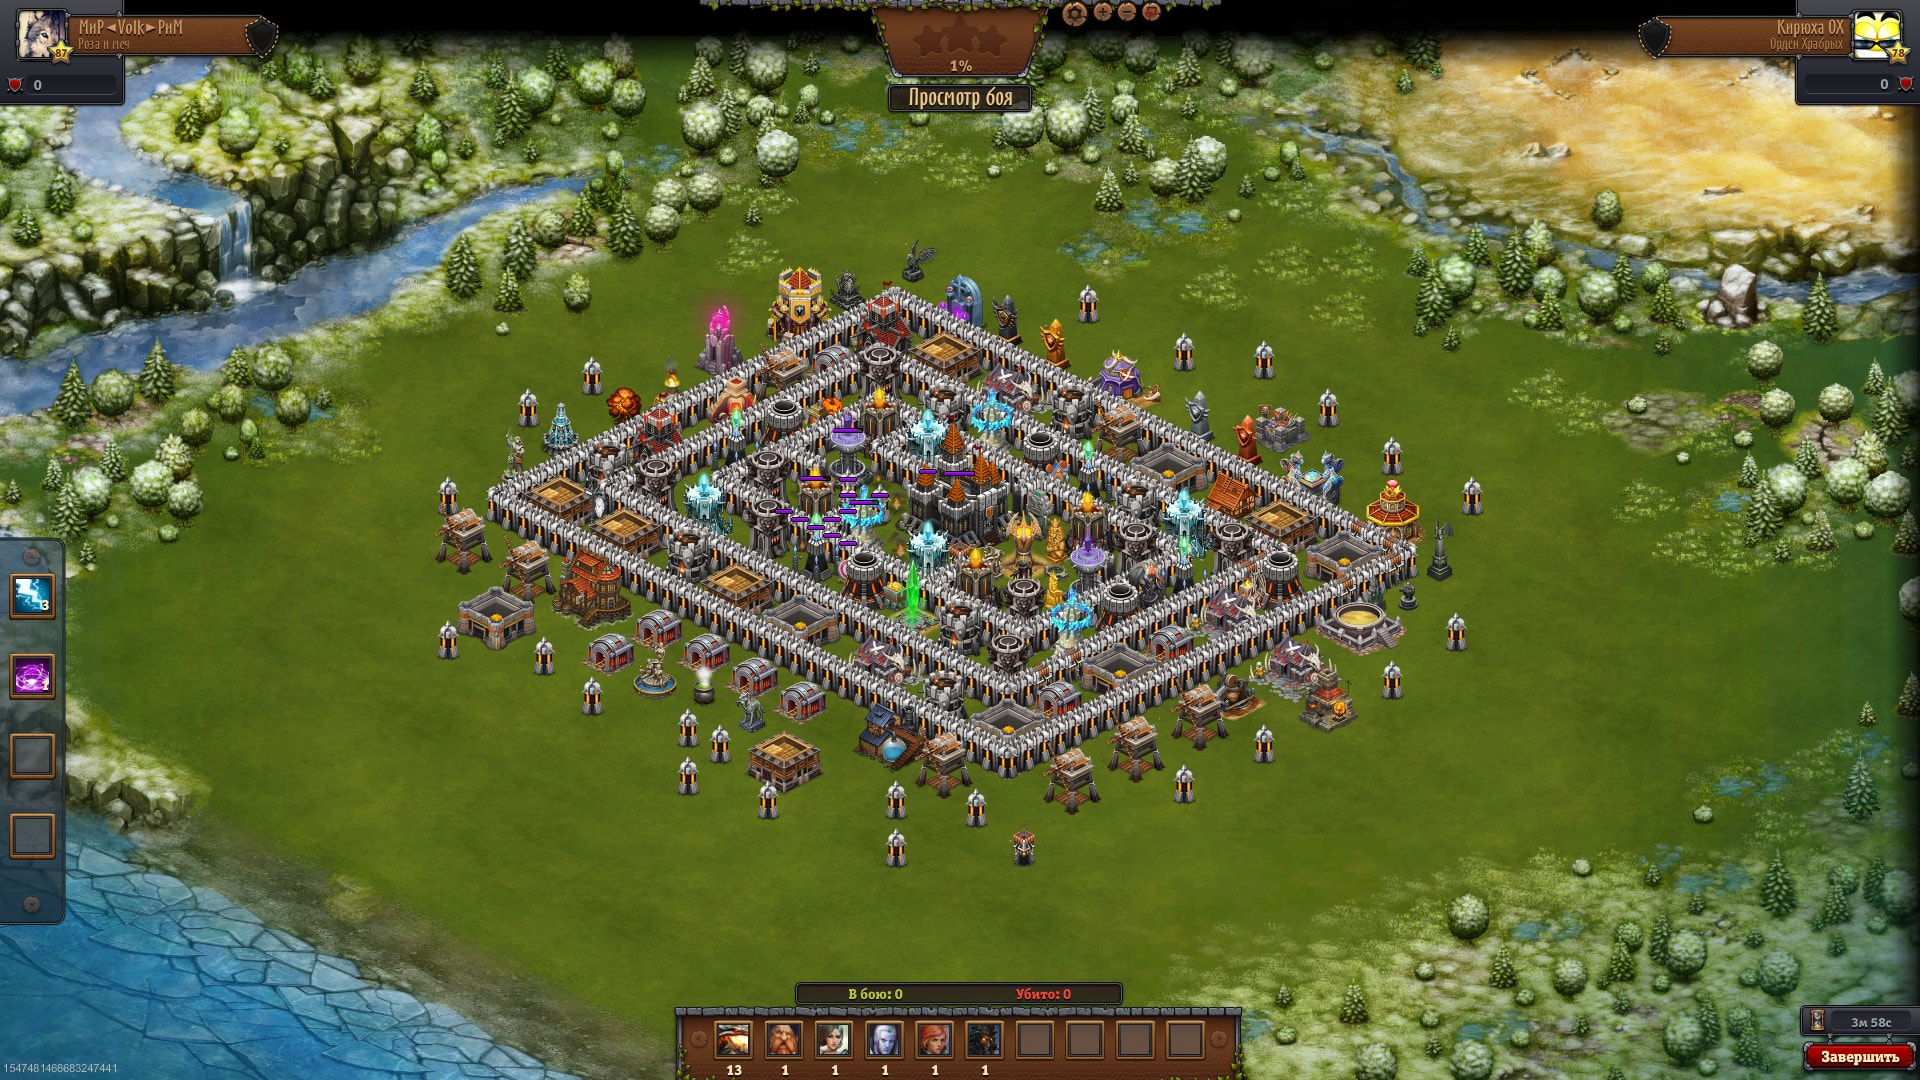 МиР◄Volk►РиМ
Роза и меч
87
0
1%
Просмотр боя
Кирюха ОХ
Орден Храбрых
78
0
3
В бою: 0
Убито: 0
13
1
1
1
1
1
3м 58с
Завершить
1547481466683247441